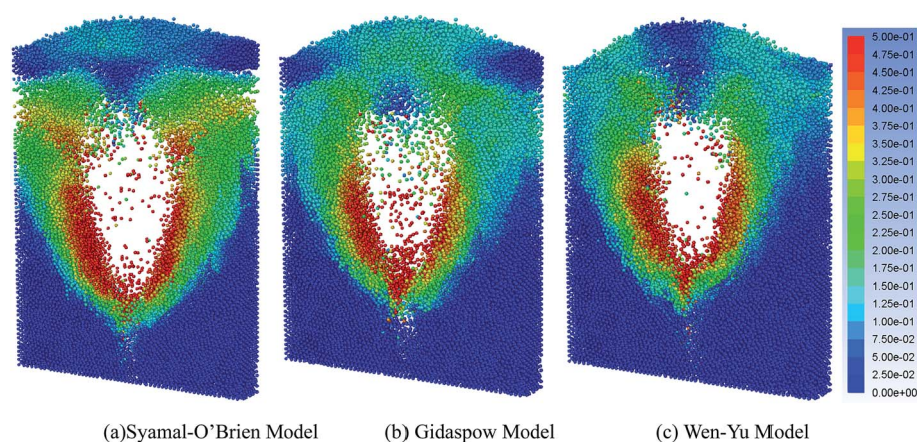 5.00e-01
4.75e-01
4.50e-01
4.25e-01
4.00e-01
3.75e-01
3.50e-01
3.25e-01
3.00e-01
2.75e-01
2.50e-01
2.25e-01
2.00e-01
1.75e-01
1.50e-01
1.25e-01
1.00e-01
7.50e-02
5.00e-02
2.50e-02
0.00e+00
(a)Syamal-O’Brien Model (b) Gidaspow Model (c) Wen-Yu Model